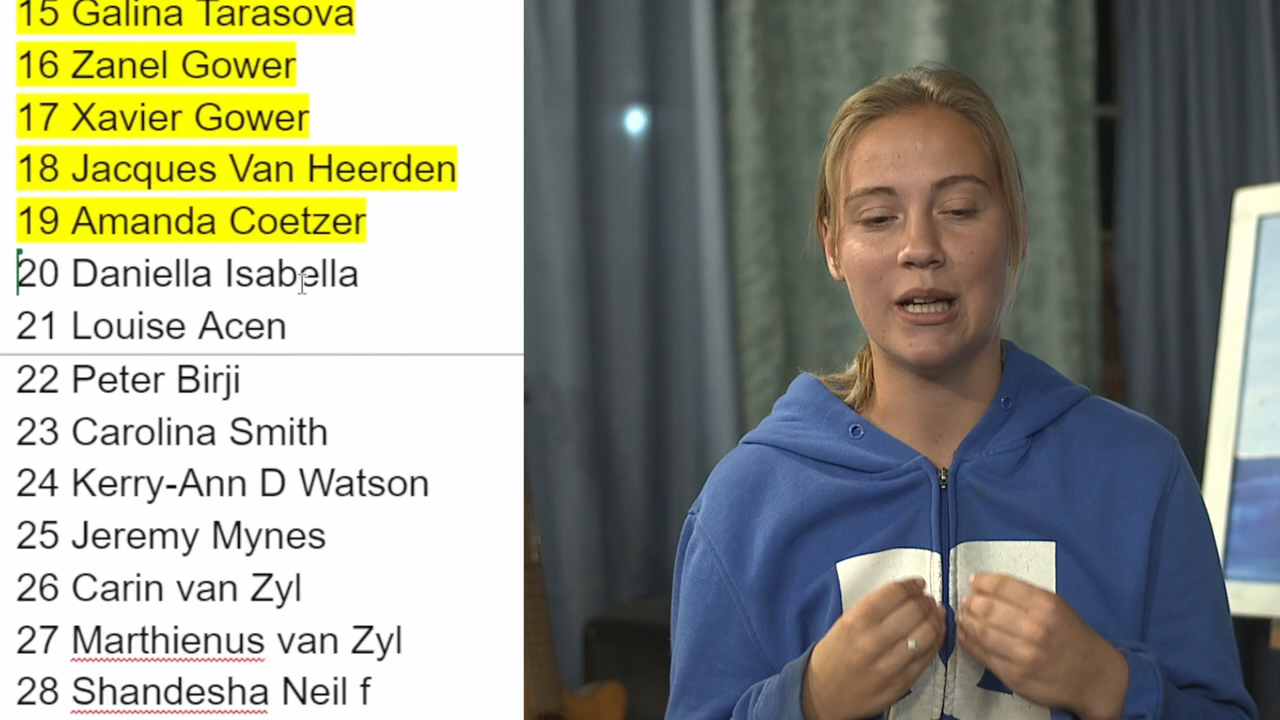 15 Galina Tarasova
16 Zanel Gower
17 Xavier Gower
18 Jacques Van Heerden
19 Amanda Coetzer
20 Daniella Isabella
21 Louise Acen
22 Peter Birji
23 Carolina Smith
24 Kerry-Ann D Watson
25 Jeremy Mynes
26 Carin van Zyl
27 Marthienus van Zyl
28 Shandesha Neil f